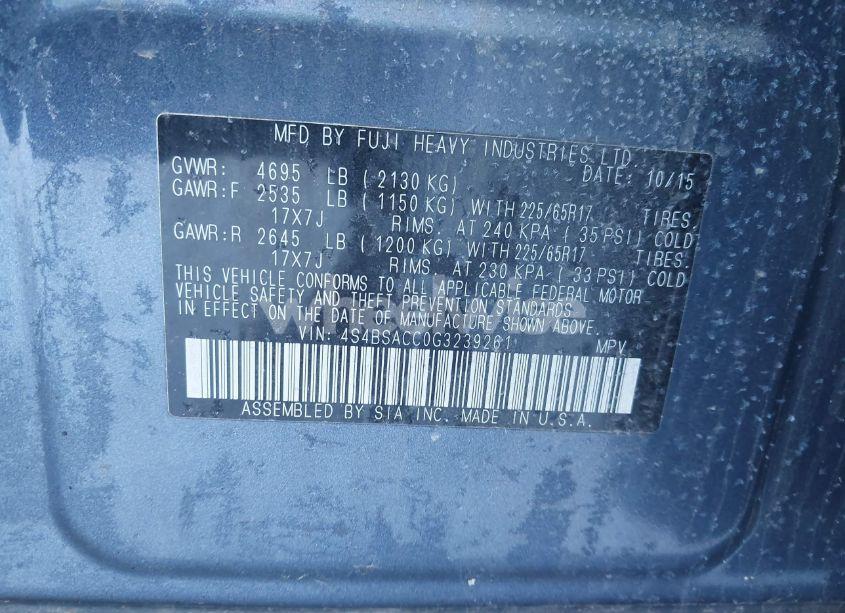 MFD BY FUJI HEAVY INDUSTRIES LTD.
GVWR: 4695 LB ( 2130 KG) DATE: 10/15
GAWR:F 2535 LB ( 1150 KG) WITH 225/65R17 TIRES.
17X7J RIMS. AT 240 KPA ( 35 PSI) COLD
GAWR:R 2645 LB ( 1200 KG) WITH 225/65R17 TIRES.
17X7J RIMS. AT 230 KPA ( 33 PSI) COLD
THIS VEHICLE CONFORMS TO ALL APPLICABLE FEDERAL MOTOR
VEHICLE SAFETY AND THEFT PREVENTION STANDARDS
IN EFFECT ON THE DATE OF MANUFACTURE SHOWN ABOVE.
VIN: 4S4BSACC0G3239261 MPV
ASSEMBLED BY SIA INC. MADE IN U.S.A.